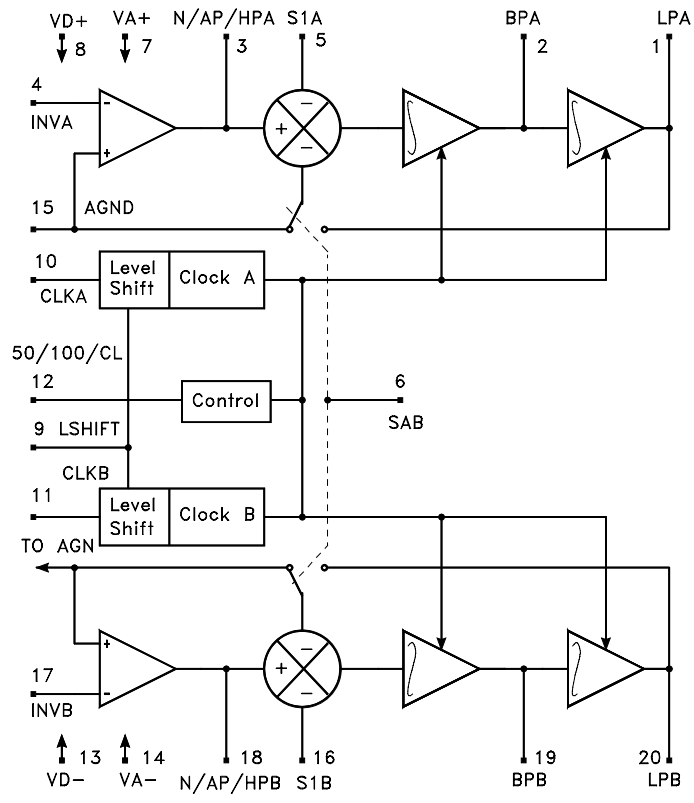 VD+ VA+ N/AP/HPA S1A BPA LPA
8 7 3 5 2 1
4
INVA
-
+
+ - -
15 AGND
10
CLKA
Level Shift
Clock A
50/100/CL
12
Control
6
SAB
9 LSHIFT
CLKB
11
Level Shift
Clock B
TO AGN
+
-
+ - -
17
INVB
13 14 18 16 19 20
VD- VA- N/AP/HPB S1B BPB LPB